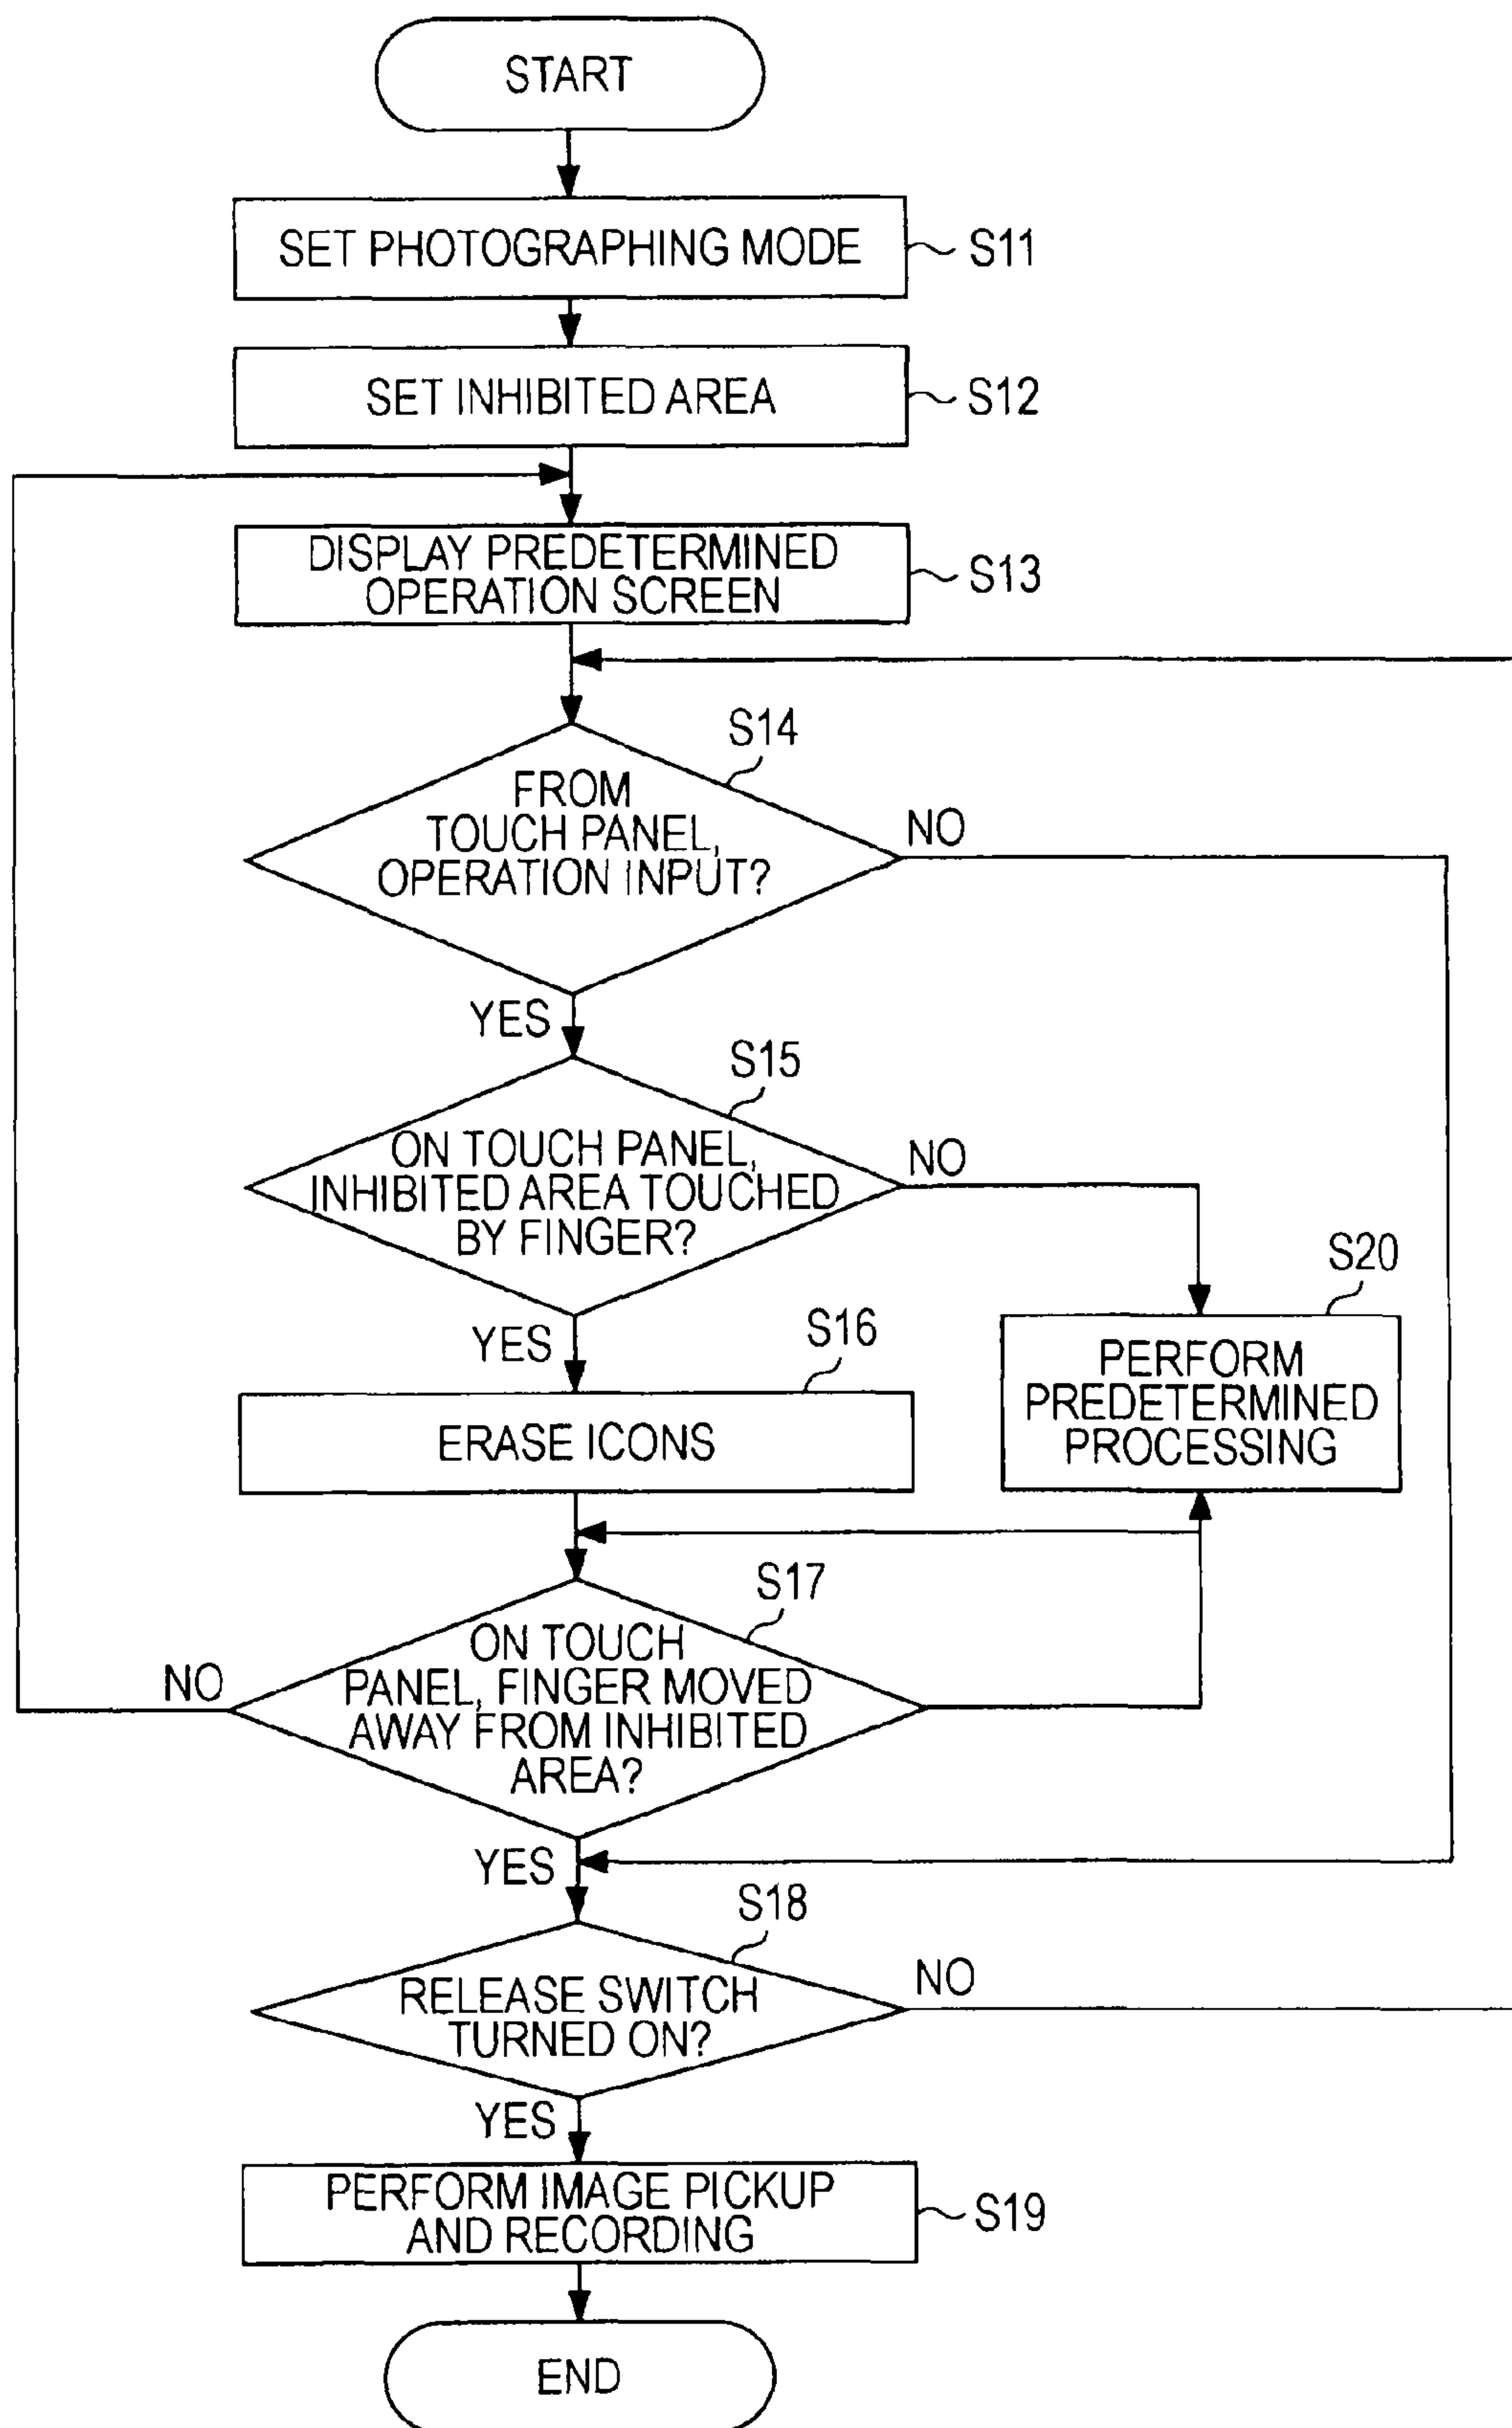 START
SET PHOTOGRAPHING MODE
S11
SET INHIBITED AREA
S12
DISPLAY PREDETERMINED
OPERATION SCREEN
S13
S14
FROM
TOUCH PANEL,
OPERATION INPUT?
NO
YES
S15
ON TOUCH PANEL,
INHIBITED AREA TOUCHED
BY FINGER?
NO
YES
S16
ERASE ICONS
S20
PERFORM
PREDETERMINED
PROCESSING
S17
ON TOUCH
PANEL, FINGER MOVED
AWAY FROM INHIBITED
AREA?
NO
YES
S18
RELEASE SWITCH
TURNED ON?
NO
YES
PERFORM IMAGE PICKUP
AND RECORDING
S19
END